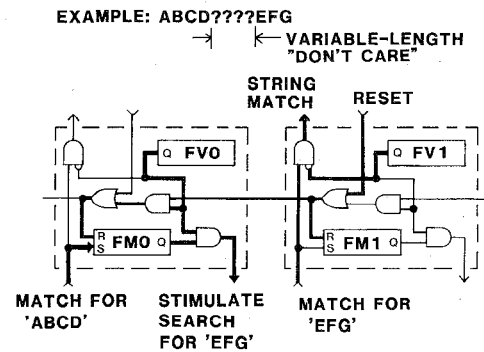 EXAMPLE: ABCD????EFG
VARIABLE-LENGTH
"DON'T CARE"
STRING
MATCH
RESET
Q FV0
Q FV1
R
S FM0 Q
R
S FM1 Q
MATCH FOR
'ABCD'
STIMULATE
SEARCH
FOR 'EFG'
MATCH FOR
'EFG'